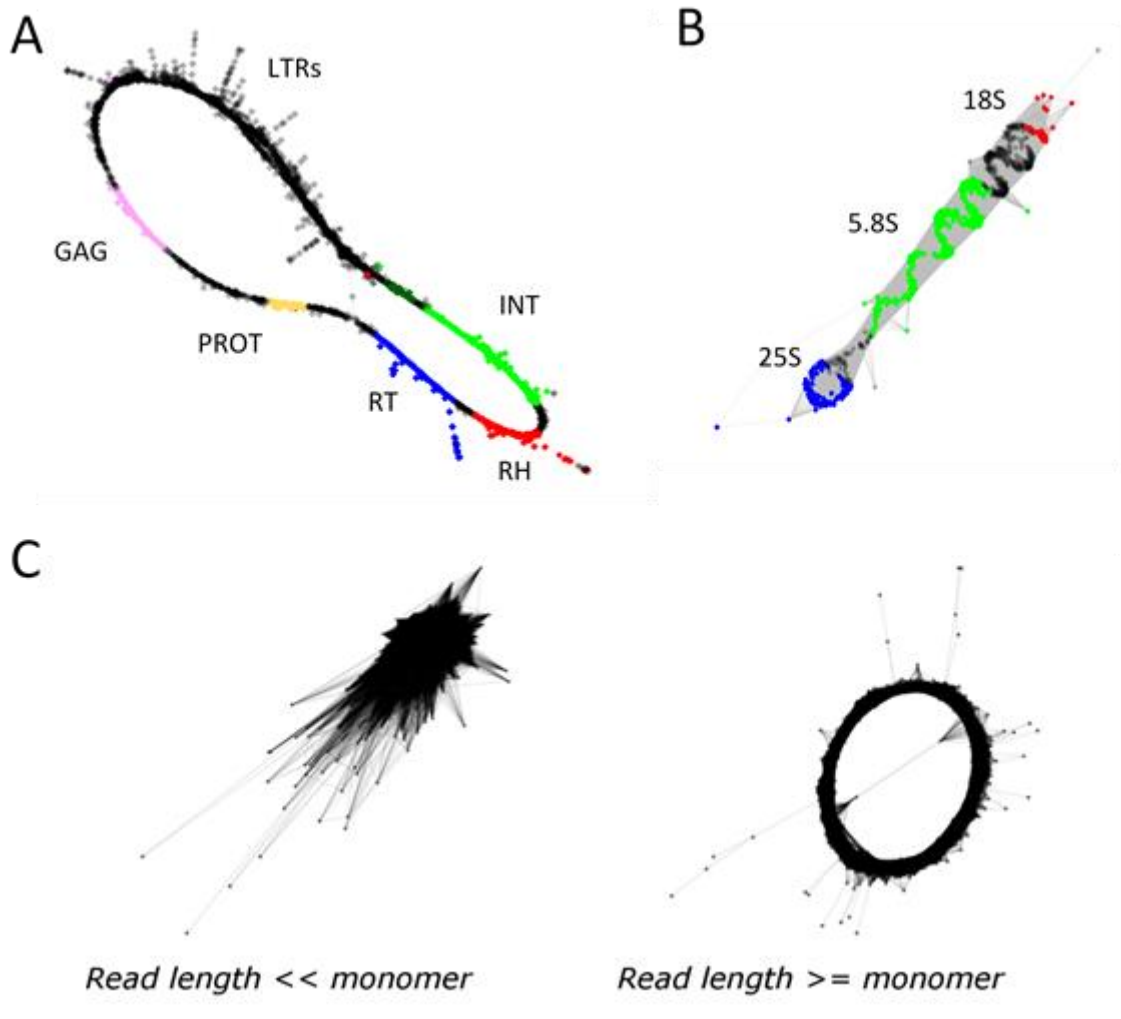 A
B
LTRs
18S
GAG
5.8S
INT
PROT
25S
RT
RH
C
Read length << monomer
Read length >= monomer